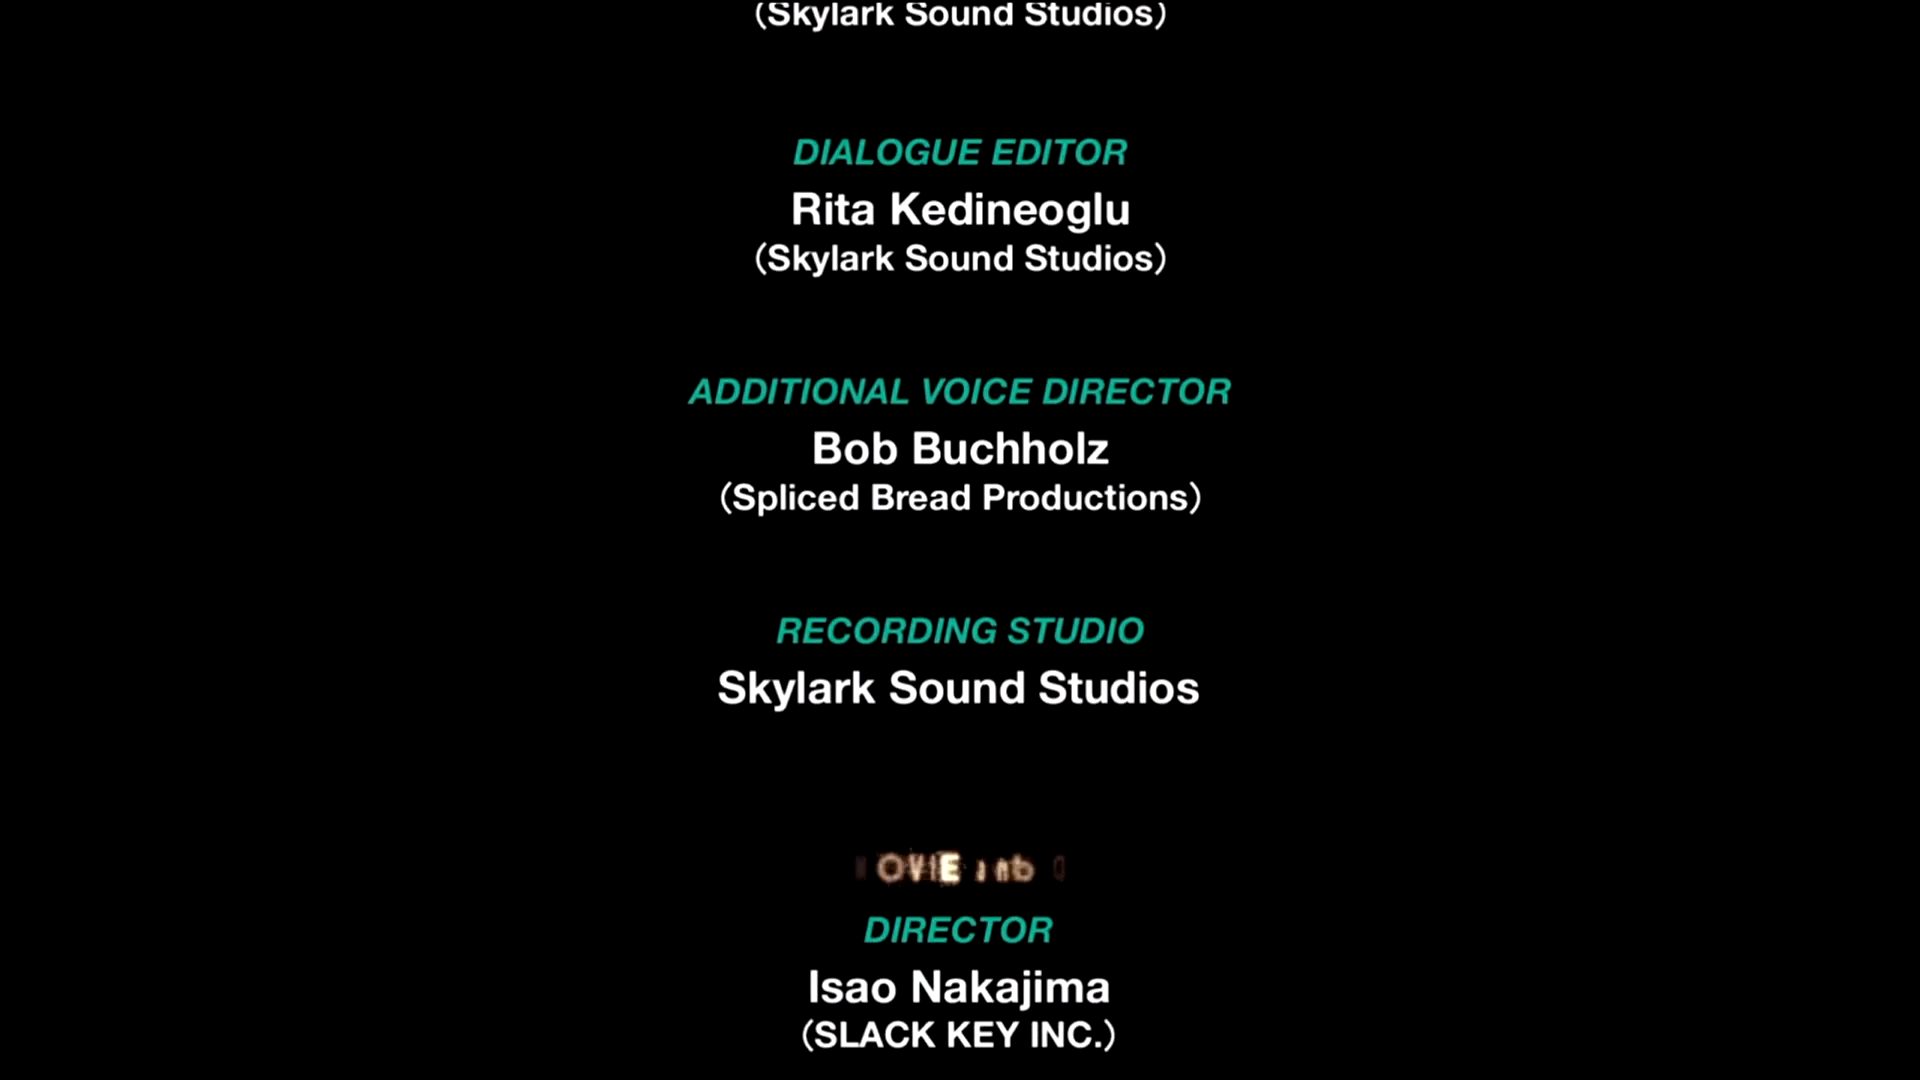 (Skylark Sound Studios)
DIALOGUE EDITOR
Rita Kedineoglu
(Skylark Sound Studios)
ADDITIONAL VOICE DIRECTOR
Bob Buchholz
(Spliced Bread Productions)
RECORDING STUDIO
Skylark Sound Studios
DIRECTOR
Isao Nakajima
(SLACK KEY INC.)